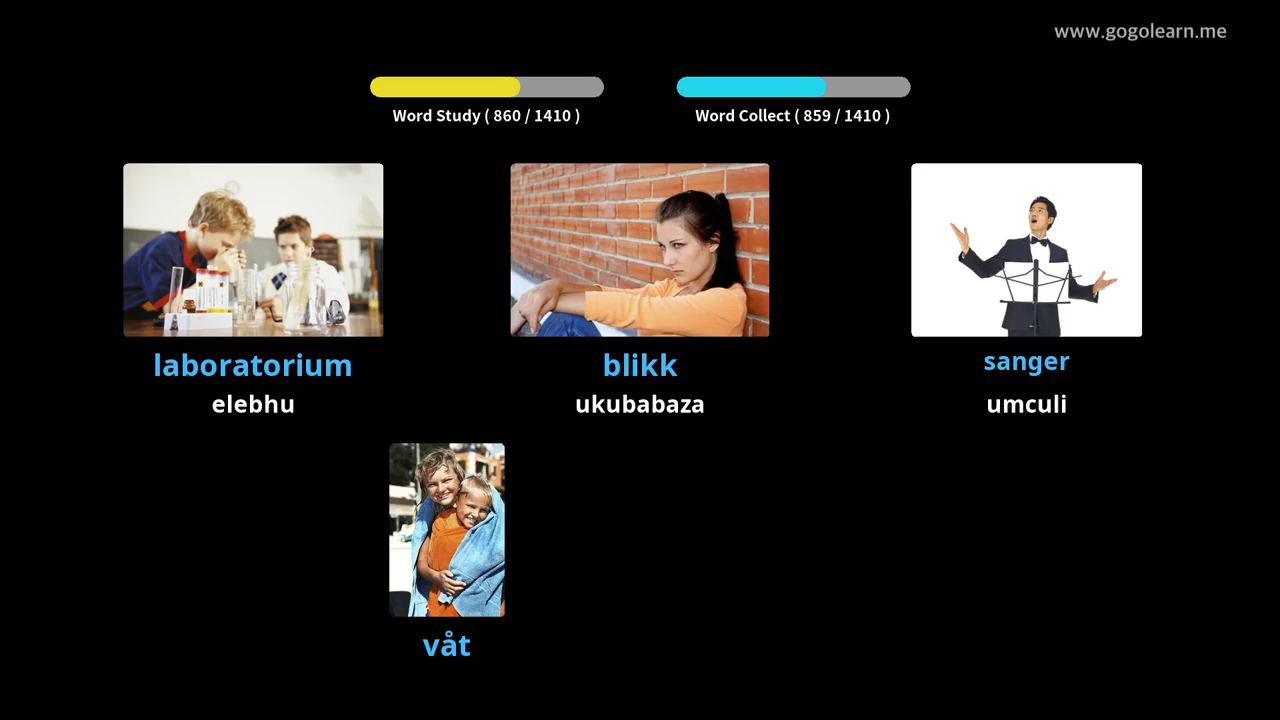 www.gogolearn.me
Word Study ( 860 / 1410 )
Word Collect ( 859 / 1410 )
laboratorium
elebhu
blikk
ukubabaza
sanger
umculi
våt